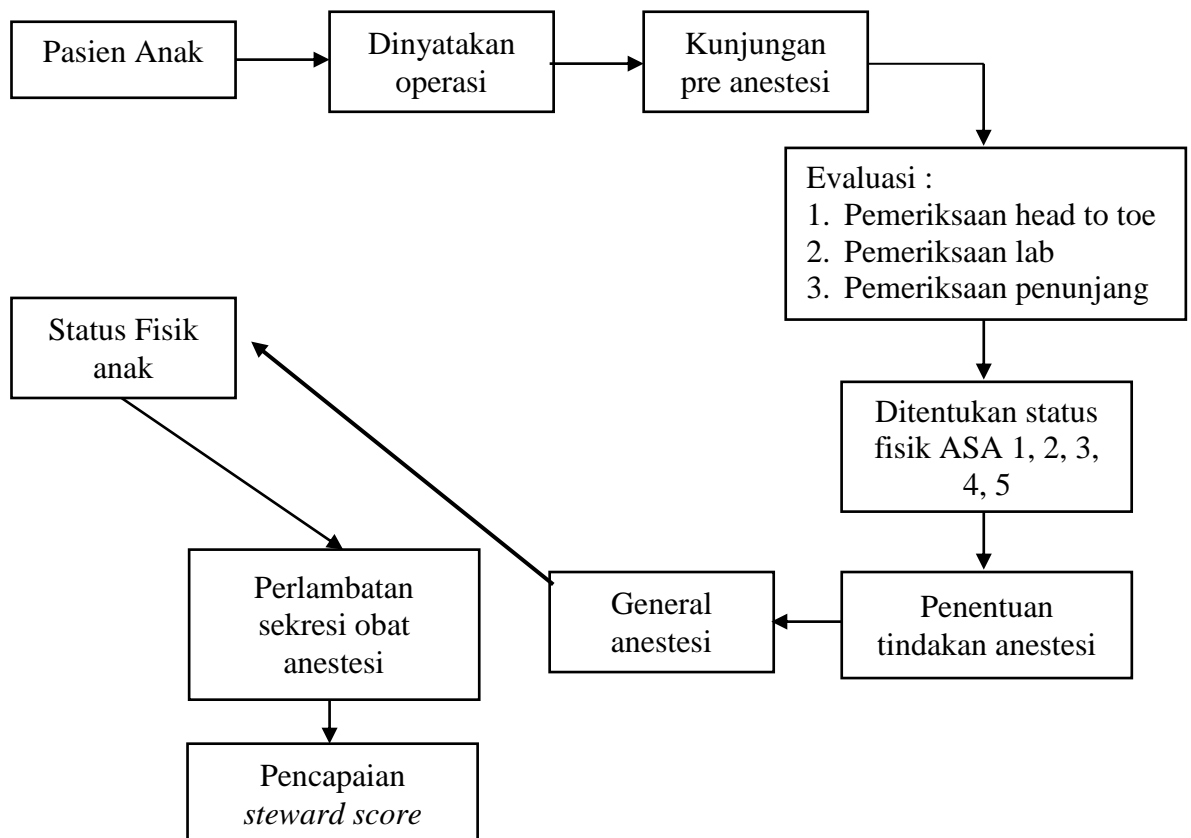 Pasien Anak
Dinyatakan
operasi
Kunjungan
pre anestesi
Evaluasi :
1. Pemeriksaan head to toe
2. Pemeriksaan lab
3. Pemeriksaan penunjang
Ditentukan status
fisik ASA 1, 2, 3,
4, 5
Penentuan
tindakan anestesi
General
anestesi
Status Fisik
anak
Perlambatan
sekresi obat
anestesi
Pencapaian
steward score